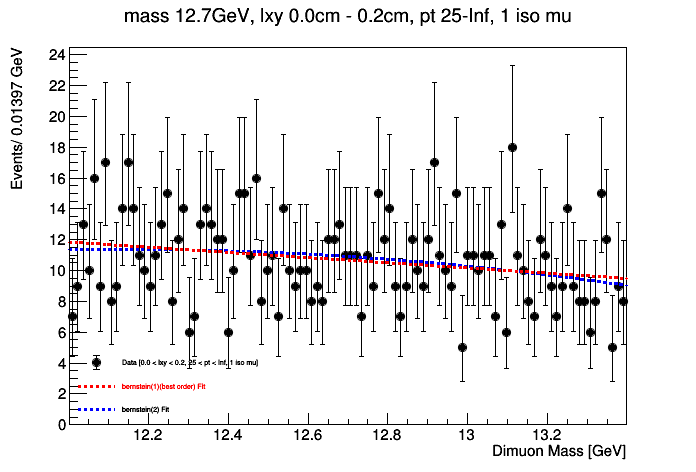 mass 12.7GeV, lxy 0.0cm - 0.2cm, pt 25-Inf, 1 iso mu
Events/ 0.01397 GeV
24
22
20
18
16
14
12
10
8
6
4
2
0
Data [0.0 < lxy < 0.2, 25 < pt < Inf, 1 iso mu]
bernstein(1)(best order) Fit
bernstein(2) Fit
12.2 12.4 12.6 12.8 13 13.2
Dimuon Mass [GeV]